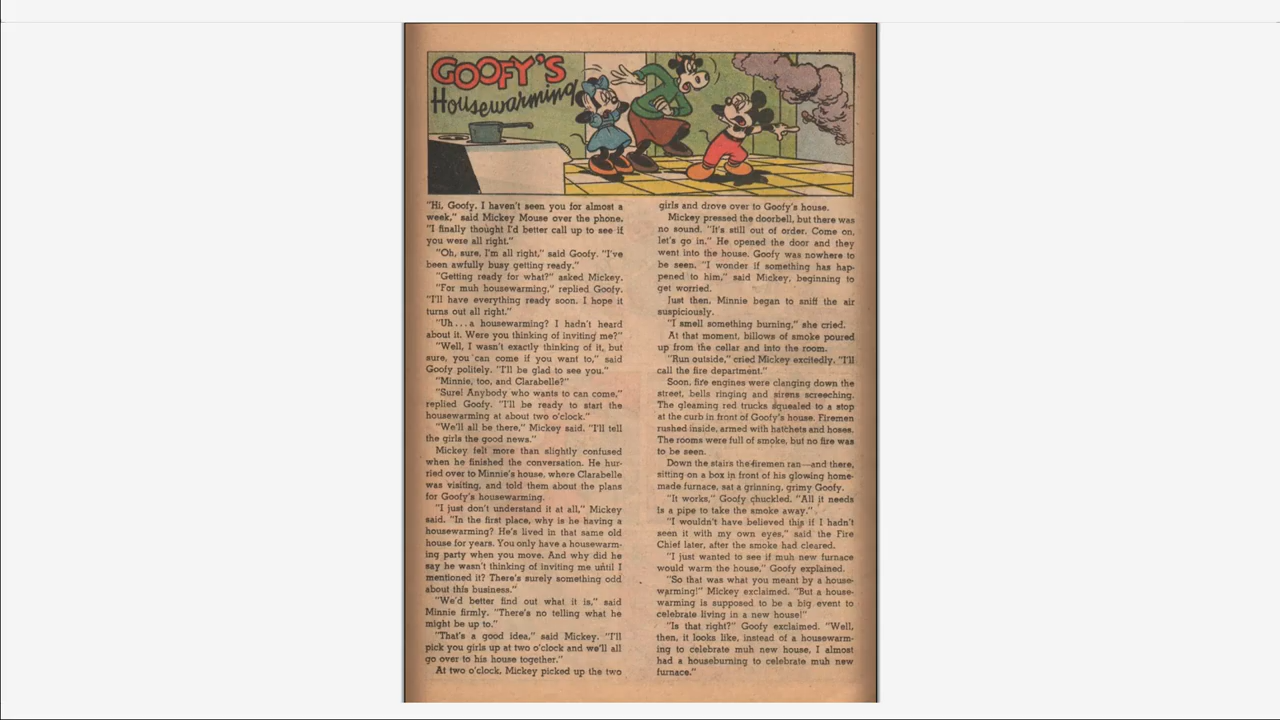 GOOFY'S
Housewarming
"Hi, Goofy. I haven't seen you for almost a
week," said Mickey Mouse over the phone.
"I finally thought I'd better call up to see if
you were all right."
"Oh, sure, I'm all right," said Goofy. "I've
been awfully busy getting ready."
"Getting ready for what?" asked Mickey.
"For muh housewarming," replied Goofy.
"I'll have everything ready soon. I hope it
turns out all right."
"Uh...a housewarming? I hadn't heard
about it. Were you thinking of inviting me?"
"Well, I wasn't exactly thinking of it, but
sure, you can come if you want to," said
Goofy politely. "I'll be glad to see you."
"Minnie, too, and Clarabelle?"
"Sure! Anybody who wants to can come,"
replied Goofy. "I'll be ready to start the
housewarming at about two o'clock."
"We'll all be there," Mickey said. "I'll tell
the girls the good news."
Mickey felt more than slightly confused
when he finished the conversation. He hur-
ried over to Minnie's house, where Clarabelle
was visiting, and told them about the plans
for Goofy's housewarming.
"I just don't understand it at all," Mickey
said. "In the first place, why is he having a
housewarming? He's lived in that same old
house for years. You only have a housewarm-
ing party when you move. And why did he
say he wasn't thinking of inviting me until I
mentioned it? There's surely something odd
about this business."
"We'd better find out what it is," said
Minnie firmly. "There's no telling what he
might be up to."
"That's a good idea," said Mickey. "I'll
pick you girls up at two o'clock and we'll all
go over to his house together."
At two o'clock, Mickey picked up the two
girls and drove over to Goofy's house.
Mickey pressed the doorbell, but there was
no sound. "It's still out of order. Come on,
let's go in." He opened the door and they
went into the house. Goofy was nowhere to
be seen. "I wonder if something has hap-
pened to him," said Mickey, beginning to
get worried.
Just then, Minnie began to sniff the air
suspiciously.
"I smell something burning," she cried.
At that moment, billows of smoke poured
up from the cellar and into the room.
"Run outside," cried Mickey excitedly. "I'll
call the fire department."
Soon, fire engines were clanging down the
street, bells ringing and sirens screeching.
The gleaming red trucks squealed to a stop
at the curb in front of Goofy's house. Firemen
rushed inside, armed with hatchets and hoses.
The rooms were full of smoke, but no fire was
to be seen.
Down the stairs the firemen ran—and there,
sitting on a box in front of his glowing home-
made furnace, sat a grinning, grimy Goofy.
"It works," Goofy chuckled. "All it needs
is a pipe to take the smoke away."
"I wouldn't have believed this if I hadn't
seen it with my own eyes," said the Fire
Chief later, after the smoke had cleared.
"I just wanted to see if muh new furnace
would warm the house," Goofy explained.
"So that was what you meant by a house-
warming!" Mickey exclaimed. "But a house-
warming is supposed to be a big event to
celebrate living in a new house!"
"Is that right?" Goofy exclaimed. "Well,
then, it looks like, instead of a housewarm-
ing to celebrate muh new house, I almost
had a houseburning to celebrate muh new
furnace."